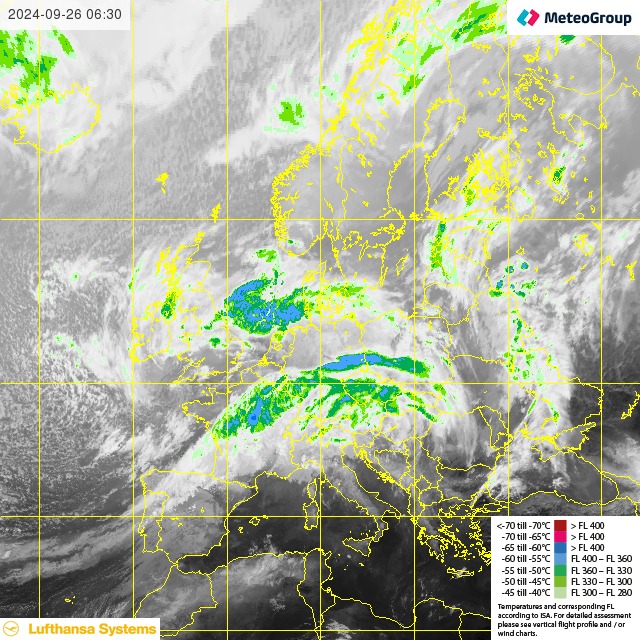 2024-09-26 06:30
MeteoGroup
<-70 till -70°C > FL 400
-70 till -65°C > FL 400
-65 till -60°C > FL 400
-60 till -55°C FL 400 – FL 360
-55 till -50°C FL 360 – FL 330
-50 till -45°C FL 330 – FL 300
-45 till -40°C FL 300 – FL 280
Temperatures and corresponding FL
according to ISA. For detailed assessment
please see vertical flight profile and / or
wind charts.
Lufthansa Systems